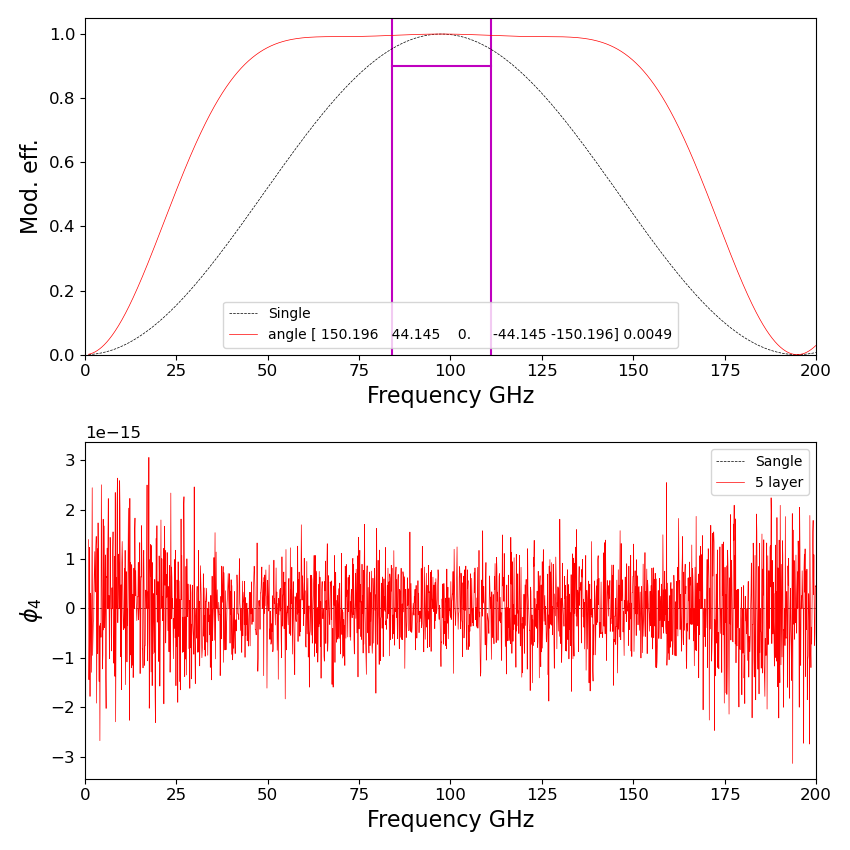 1.0
0.8
0.6
0.4
0.2
0.0
Mod. eff.
Single
angle [ 150.196 44.145 0. -44.145 -150.196] 0.0049
0 25 50 75 100 125 150 175 200
Frequency GHz
1e−15
3
2
1
0
−1
−2
−3
ϕ4
Sangle
5 layer
0 25 50 75 100 125 150 175 200
Frequency GHz